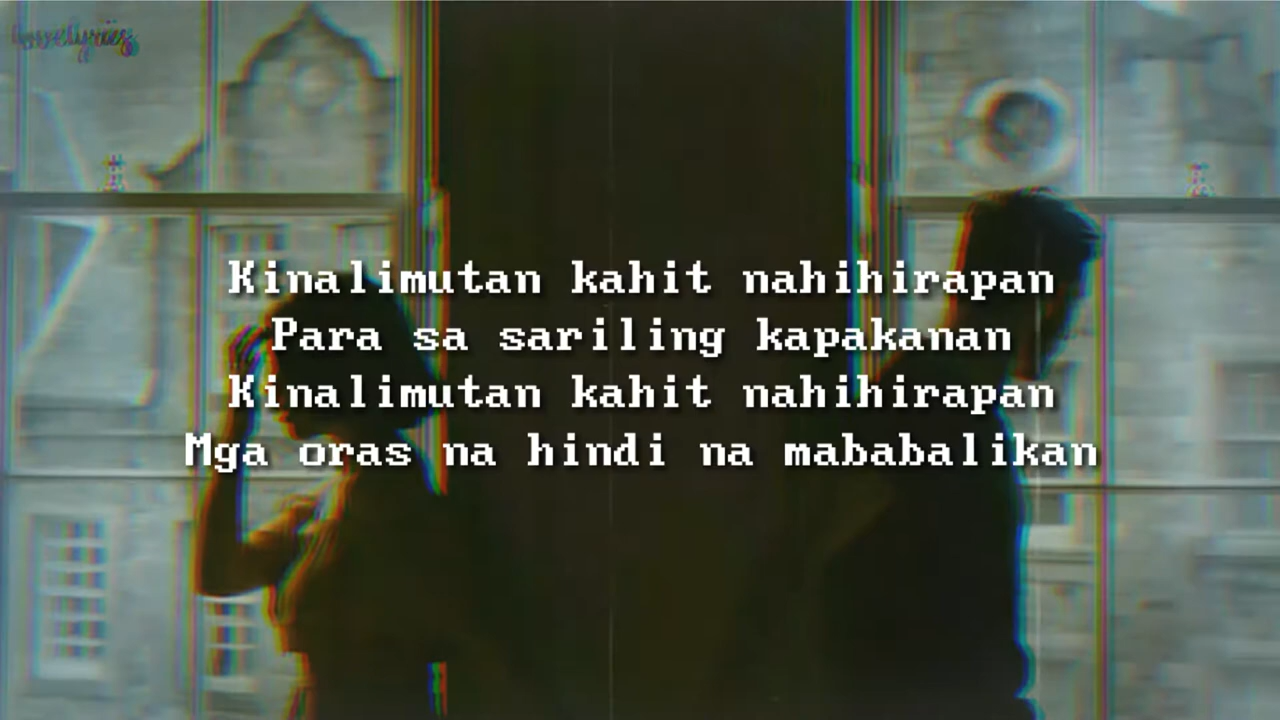 Kinalimutan kahit nahihirapan
Para sa sariling kapakanan
Kinalimutan kahit nahihirapan
Mga oras na hindi na mababalikan